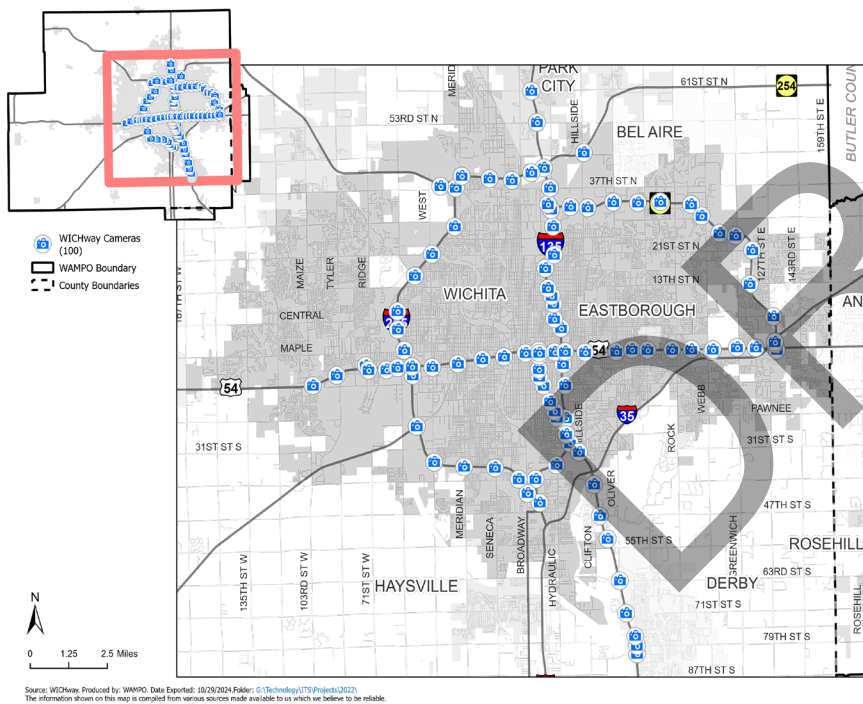 PARK
CITY
MERID
HILLSIDE
61ST ST N
254
159TH ST E
BUTLER COUN
53RD ST N
BEL AIRE
37TH ST N
WEST
135
21ST ST N
127TH ST E
143RD ST E
13TH ST N
MAIZE
TYLER
RIDGE
WICHITA
EASTBOROUGH
AN
CENTRAL
MAPLE
54
54
35
HILLSIDE
WEBB
PAWNEE
ROCK
31ST ST S
31ST ST S
OLIVER
47TH ST S
MERIDIAN
SENECA
BROADWAY
HYDRAULIC
CLIFTON
55TH ST S
GREENWICH
ROSEHILL
63RD ST S
135TH ST W
103RD ST W
71ST ST W
HAYSVILLE
DERBY
71ST ST S
ROSEHILL
79TH ST S
87TH ST S
WICHway Cameras
(100)
WAMPO Boundary
County Boundaries
N
0 1.25 2.5 Miles
Source: WICHway. Produced by: WAMPO. Date Exported: 10/29/2024.Folder: G:\Technology\ITS\Projects\2022\
The information shown on this map is compiled from various sources made available to us which we believe to be reliable.